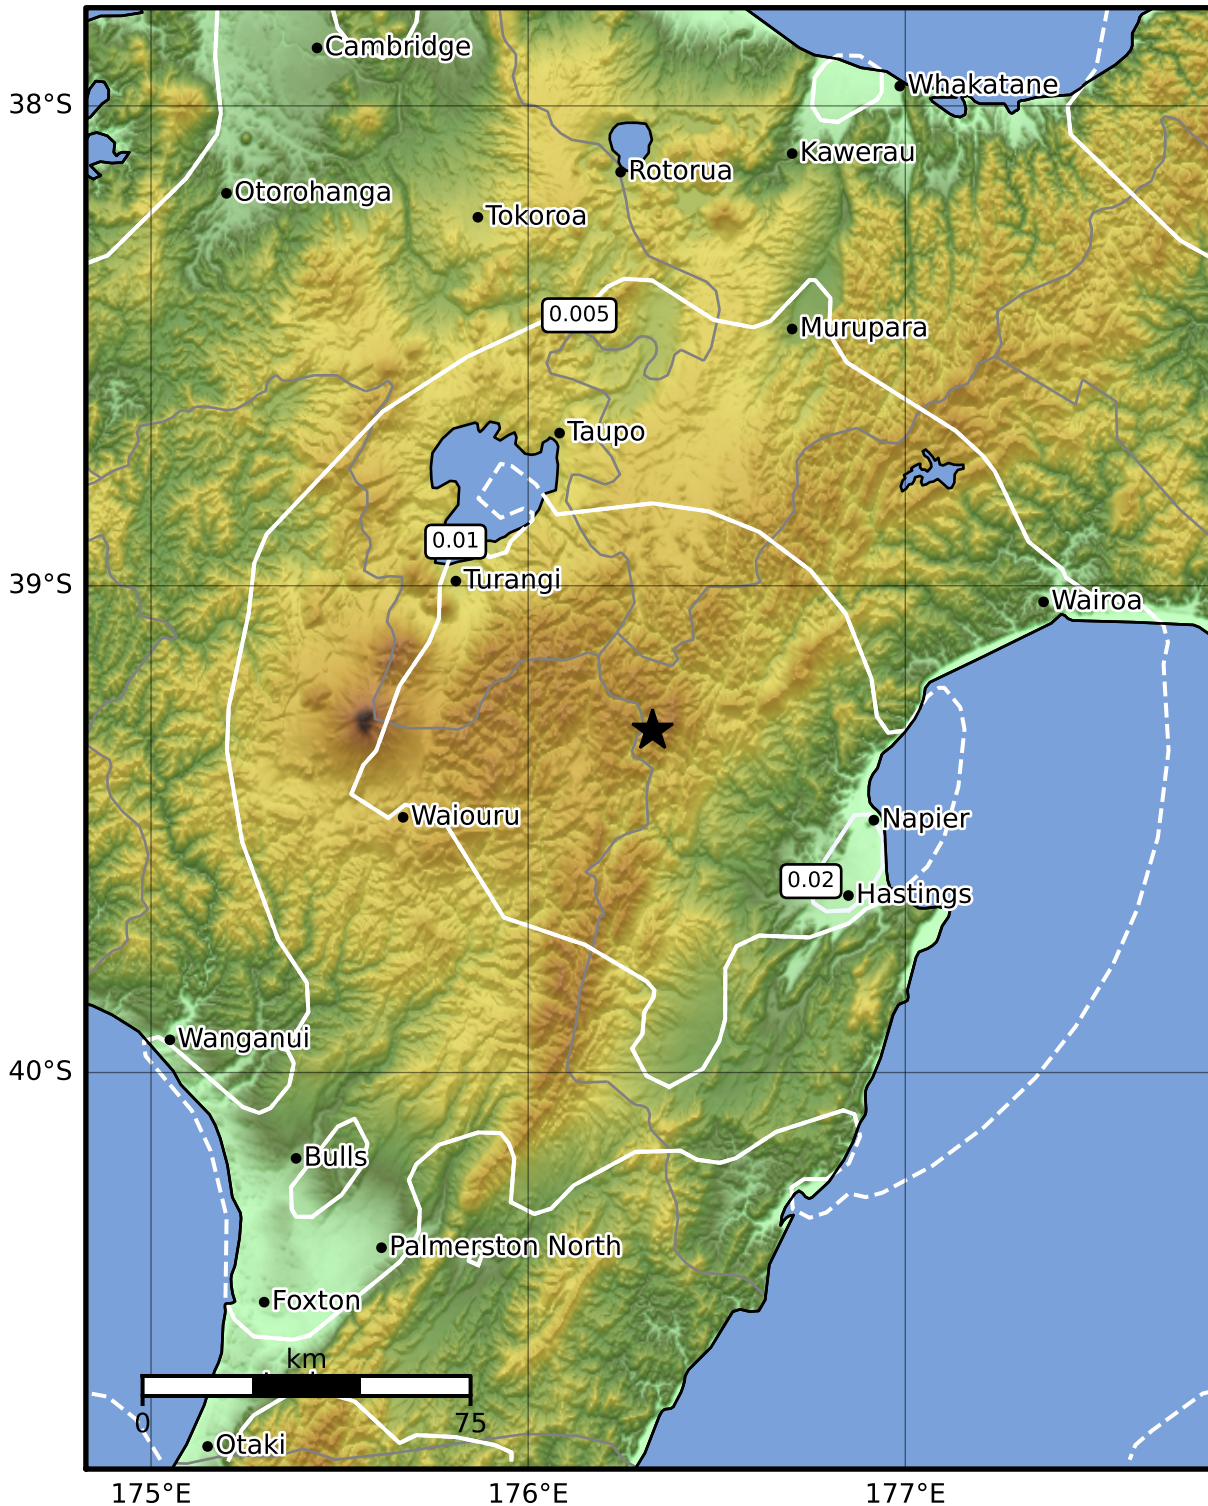 Cambridge
Whakatane
38°S
Kawerau
Rotorua
Otorohanga
Tokoroa
0.005
Murupara
Taupo
0.01
Turangi
39°S
Wairoa
Waiouru
Napier
0.02
Hastings
Wanganui
40°S
Bulls
Palmerston North
Foxton
km
0 75
Otaki
175°E 176°E 177°E